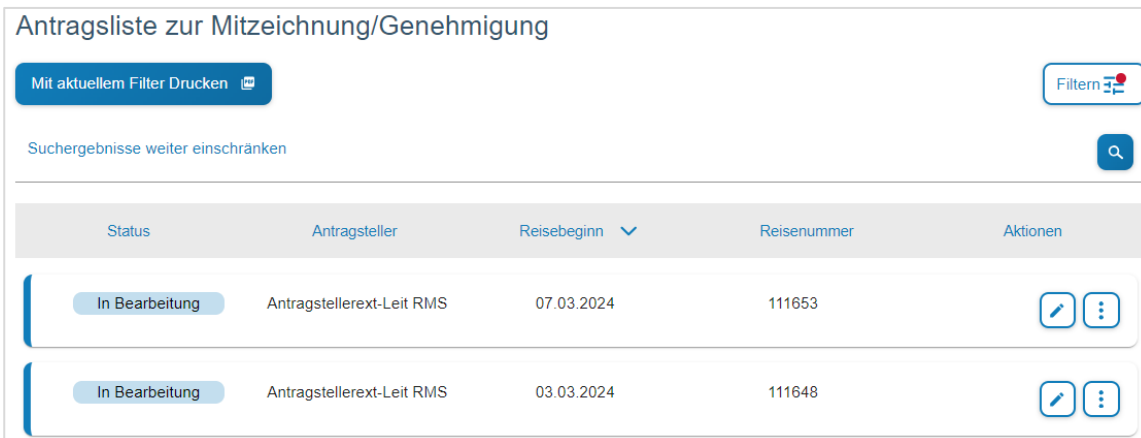 Antragsliste zur Mitzeichnung/Genehmigung
Mit aktuellem Filter Drucken
Filtern
Suchergebnisse weiter einschränken
Status Antragsteller Reisebeginn Reisenummer Aktionen
In Bearbeitung Antragstellerext-Leit RMS 07.03.2024 111653
In Bearbeitung Antragstellerext-Leit RMS 03.03.2024 111648